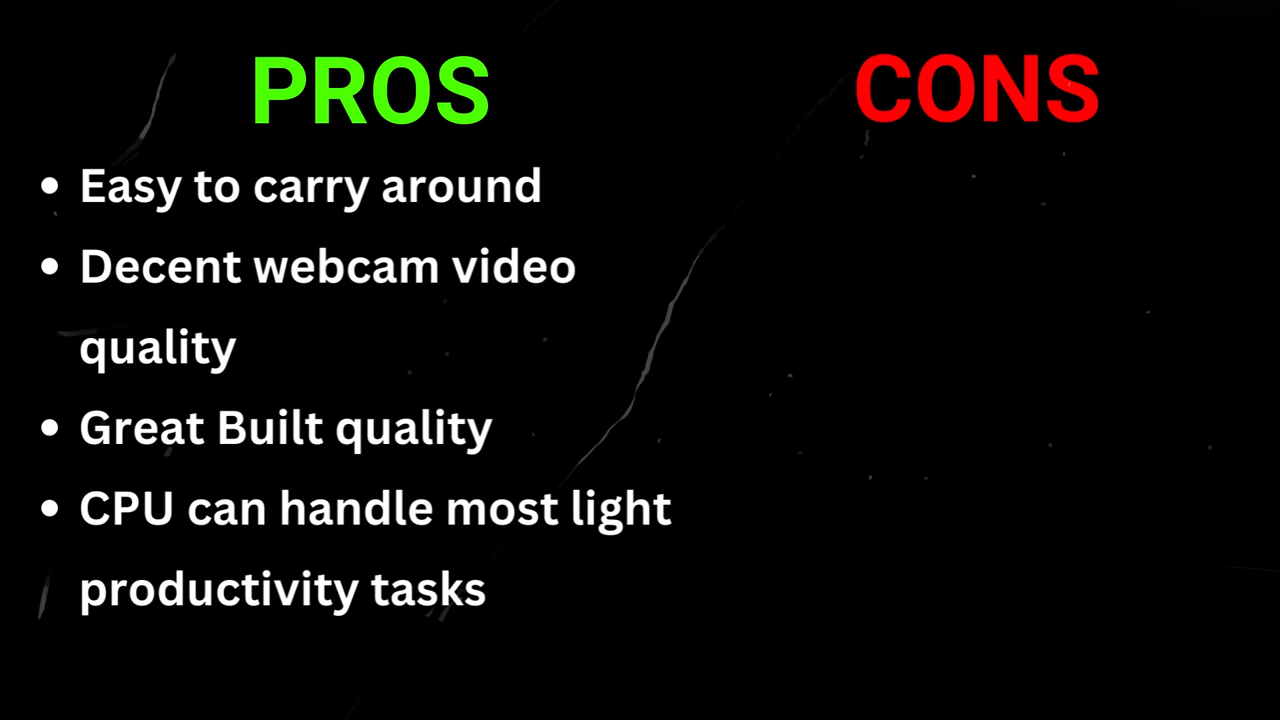 PROS
CONS
• Easy to carry around
• Decent webcam video
quality
• Great Built quality
• CPU can handle most light
productivity tasks